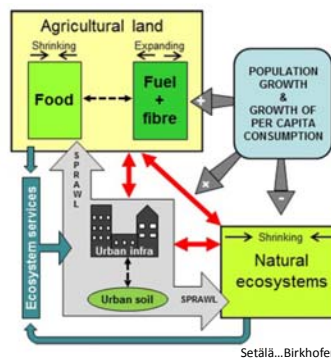 Agricultural land
Shrinking
Expanding
Food
Fuel
+
fibre
POPULATION
GROWTH
&
GROWTH OF
PER CAPITA
CONSUMPTION
+
+
-
SPRAWL
Ecosystem services
Urban infra
Urban soil
SPRAWL
Shrinking
Natural
ecosystems
Setälä...Birkhofe